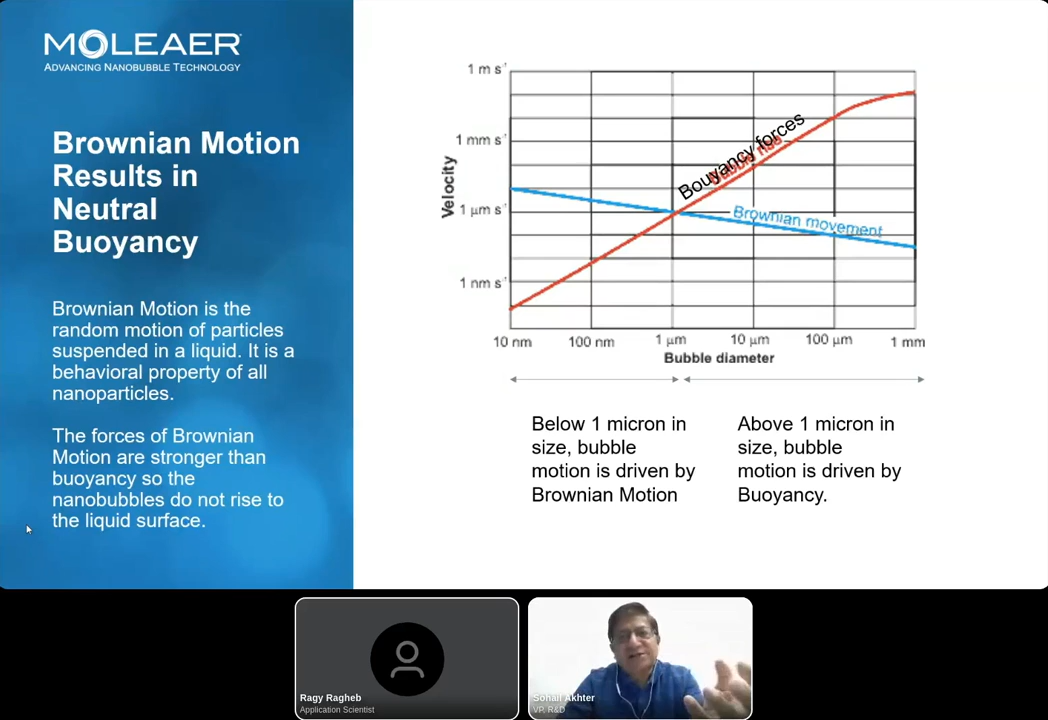 MOLEAER
ADVANCING NANOBUBBLE TECHNOLOGY
Brownian Motion
Results in
Neutral
Buoyancy
Brownian Motion is the
random motion of particles
suspended in a liquid. It is a
behavioral property of all
nanoparticles.
The forces of Brownian
Motion are stronger than
buoyancy so the
nanobubbles do not rise to
the liquid surface.
1 m s⁻¹
1 mm s⁻¹
1 μm s⁻¹
1 nm s⁻¹
Velocity
Bouyancy forces
Bubble rise
Brownian movement
10 nm 100 nm 1 μm 10 μm 100 μm 1 mm
Bubble diameter
Below 1 micron in
size, bubble
motion is driven by
Brownian Motion
Above 1 micron in
size, bubble
motion is driven by
Buoyancy.
Ragy Ragheb
Application Scientist
Sohail Akhter
VP, R&D